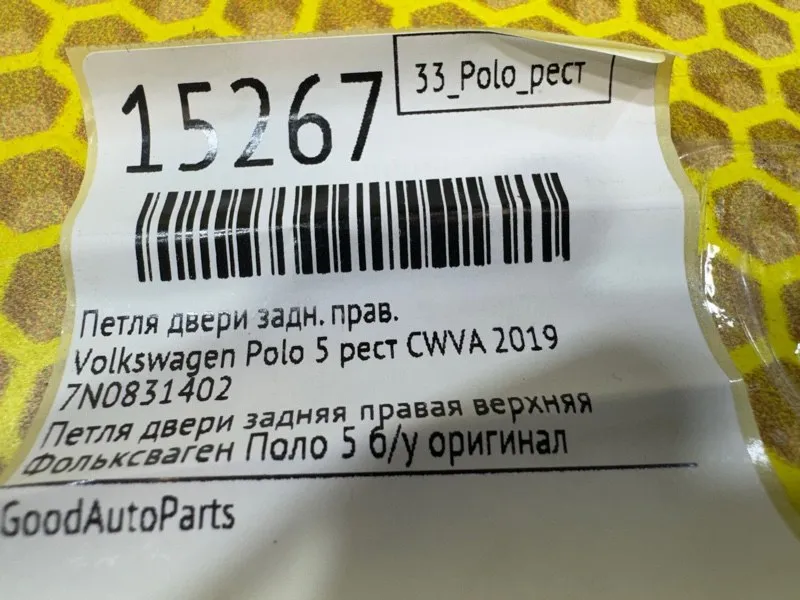 15267
33_Polo_рест
Петля двери задн. прав.
Volkswagen Polo 5 рест CWVA 2019
7N0831402
Петля двери задняя правая верхняя
Фольксваген Поло 5 б/у оригинал
GoodAutoParts